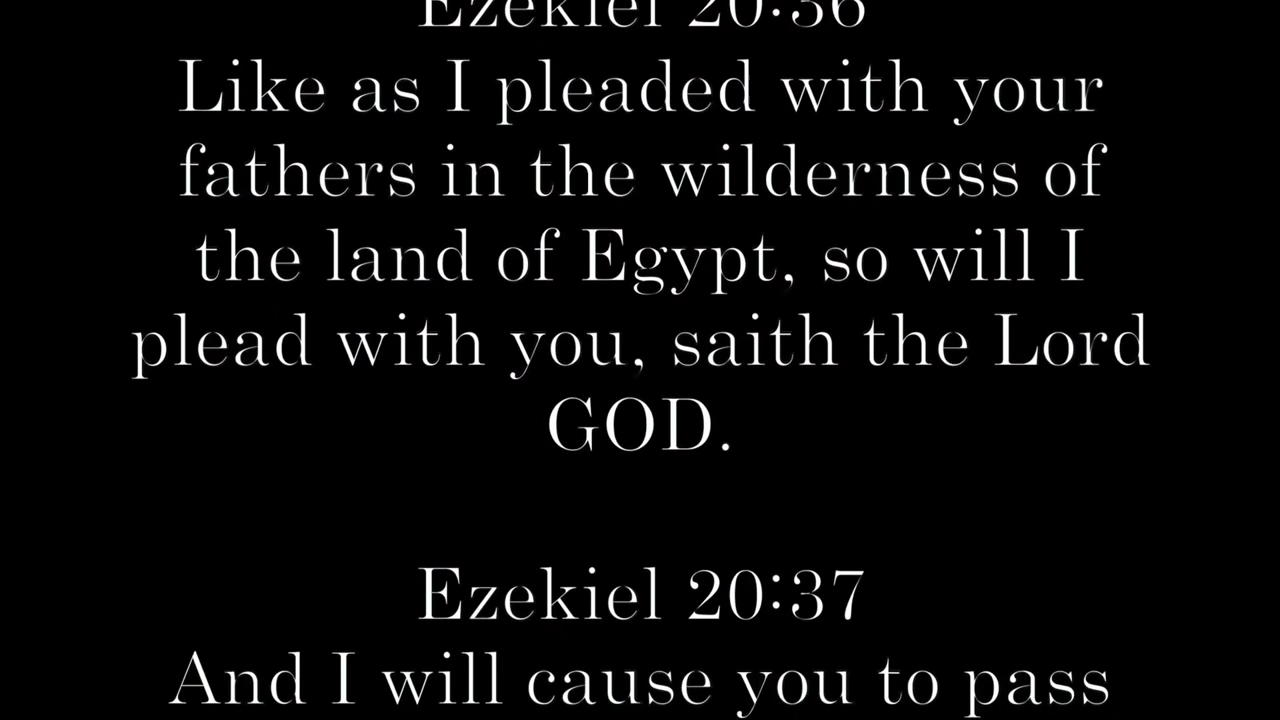 Ezekiel 20:36
Like as I pleaded with your
fathers in the wilderness of
the land of Egypt, so will I
plead with you, saith the Lord
GOD.
Ezekiel 20:37
And I will cause you to pass